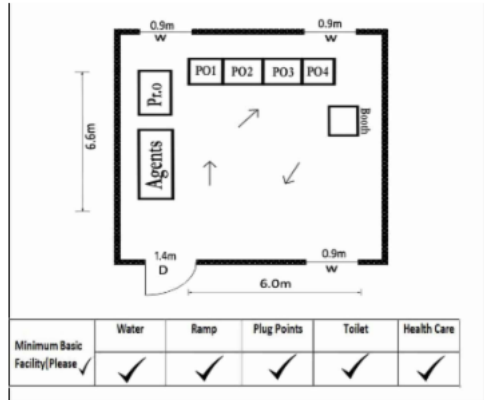 0.9m 0.9m
W W
PO1 PO2 PO3 PO4
Pr.o
Booth
6.6m
Agents
1.4m 0.9m
D W
6.0m
Water Ramp Plug Points Toilet Health Care
Minimum Basic
Facility(Please ✓ ✓ ✓ ✓ ✓ ✓